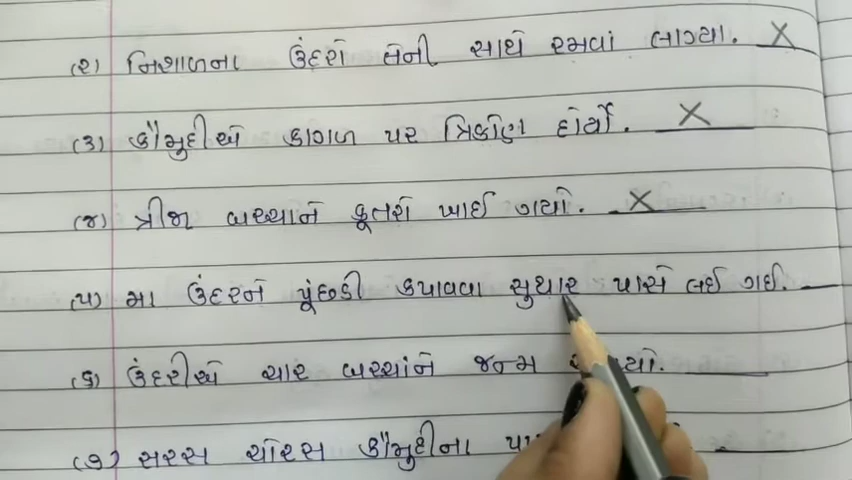 (૨) નિશાળના ઉંદરો તેની સાથે રમવાં લાગ્યા. ✗
(૩) કૌમુદીએ કાગળ પર ત્રિકોણ દોર્યો. ✗
(૪) ત્રીજા બચ્ચાને કૂતરો ખાઈ ગયો. ✗
(૫) મા ઉંદરને પૂંછડી કપાવવા સુથાર પાસે લઈ ગઈ.
(૬) ઉંદરીએ ચાર બચ્ચાંને જન્મ
(૭) સરસ ચોરસ કૌમુદીના